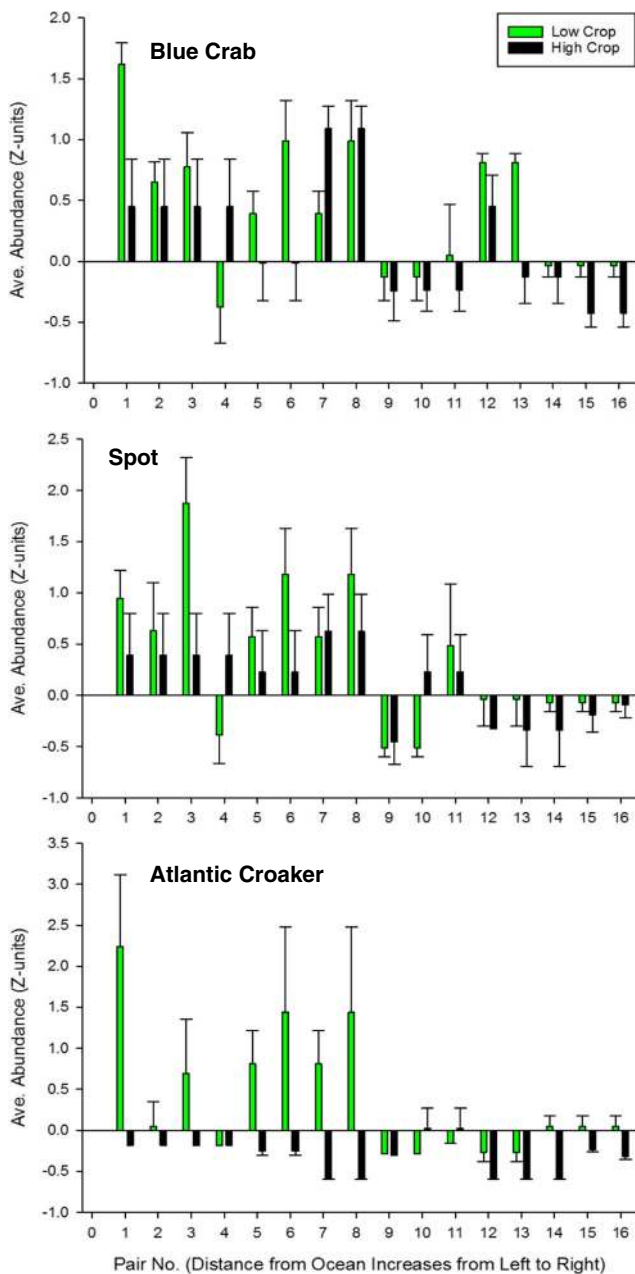 2.0
Blue Crab
Low Crop
High Crop
1.5
1.0
0.5
0.0
-0.5
-1.0
Ave. Abundance (Z-units)
0 1 2 3 4 5 6 7 8 9 10 11 12 13 14 15 16
2.5
Spot
2.0
1.5
1.0
0.5
0.0
-0.5
-1.0
Ave. Abundance (Z-units)
0 1 2 3 4 5 6 7 8 9 10 11 12 13 14 15 16
3.5
Atlantic Croaker
3.0
2.5
2.0
1.5
1.0
0.5
0.0
-0.5
-1.0
Ave. Abundance (Z-units)
0 1 2 3 4 5 6 7 8 9 10 11 12 13 14 15 16
Pair No. (Distance from Ocean Increases from Left to Right)